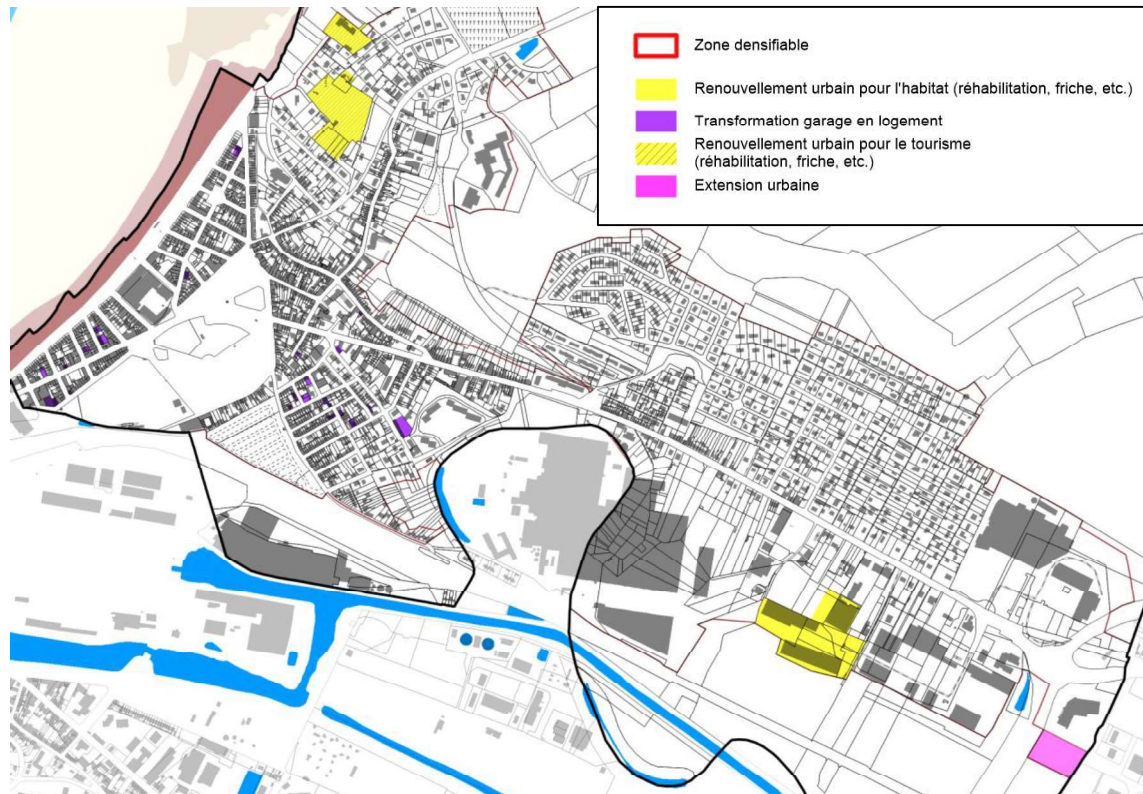 Zone densifiable
Renouvellement urbain pour l'habitat (réhabilitation, friche, etc.)
Transformation garage en logement
Renouvellement urbain pour le tourisme
(réhabilitation, friche, etc.)
Extension urbaine